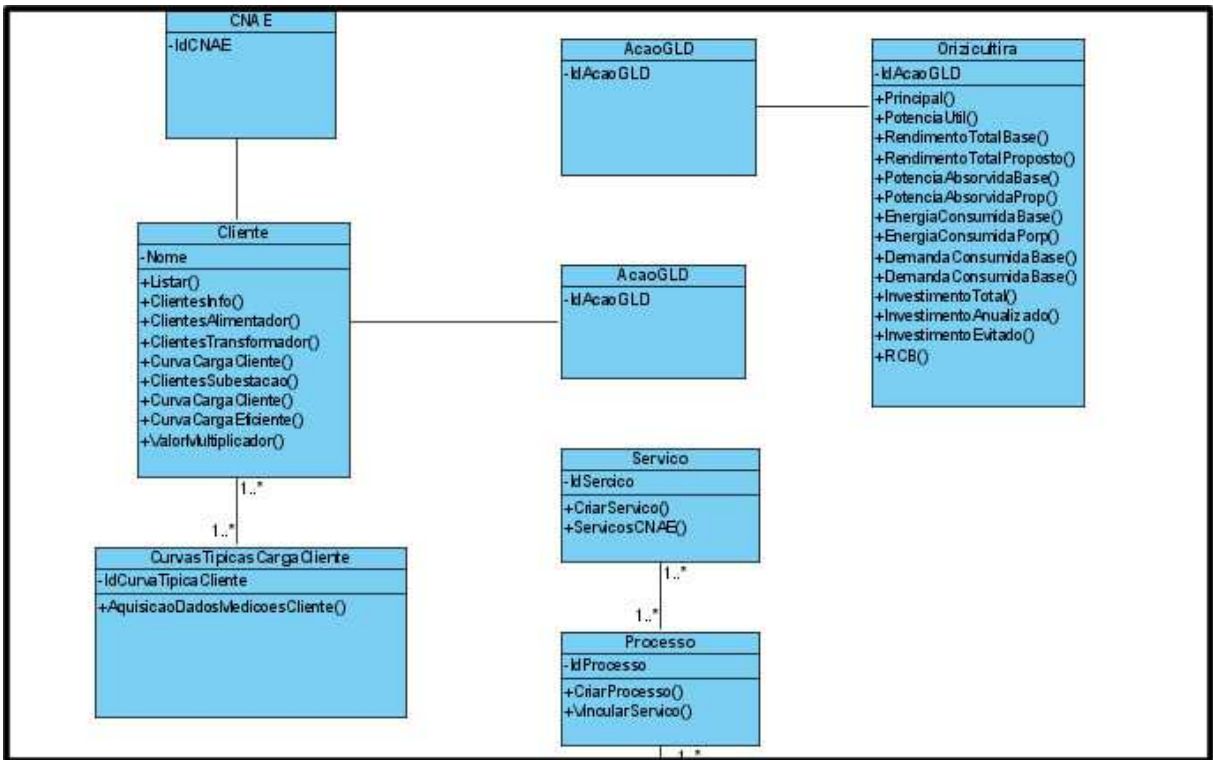 CNAE
-IdCNAE
AcaoGLD
-IdAcaoGLD
Orizicultira
-IdAcaoGLD
+Principal()
+PotenciaUtil()
+RendimentoTotalBase()
+RendimentoTotalProposto()
+PotenciaAbsorvidaBase()
+PotenciaAbsorvidaProp()
+EnergiaConsumidaBase()
+EnergiaConsumidaPorp()
+DemandaConsumidaBase()
+DemandaConsumidaBase()
+InvestimentoTotal()
+InvestimentoAnualizado()
+InvestimentoEvitado()
+RCB()
Cliente
-Nome
+Listar()
+ClientesInfo()
+ClientesAlimentador()
+ClientesTransformador()
+CurvaCargaCliente()
+ClientesSubestacao()
+CurvaCargaCliente()
+CurvaCargaEficiente()
+ValorMultiplicador()
AcaoGLD
-IdAcaoGLD
1..*
1..*
CurvasTipicasCargaCliente
-IdCurvaTipicaCliente
+AquisicaoDadosMedicoesCliente()
Servico
-IdSercico
+CriarServico()
+ServicosCNAE()
1..*
1..*
Processo
-IdProcesso
+CriarProcesso()
+VincularServico()
1..*